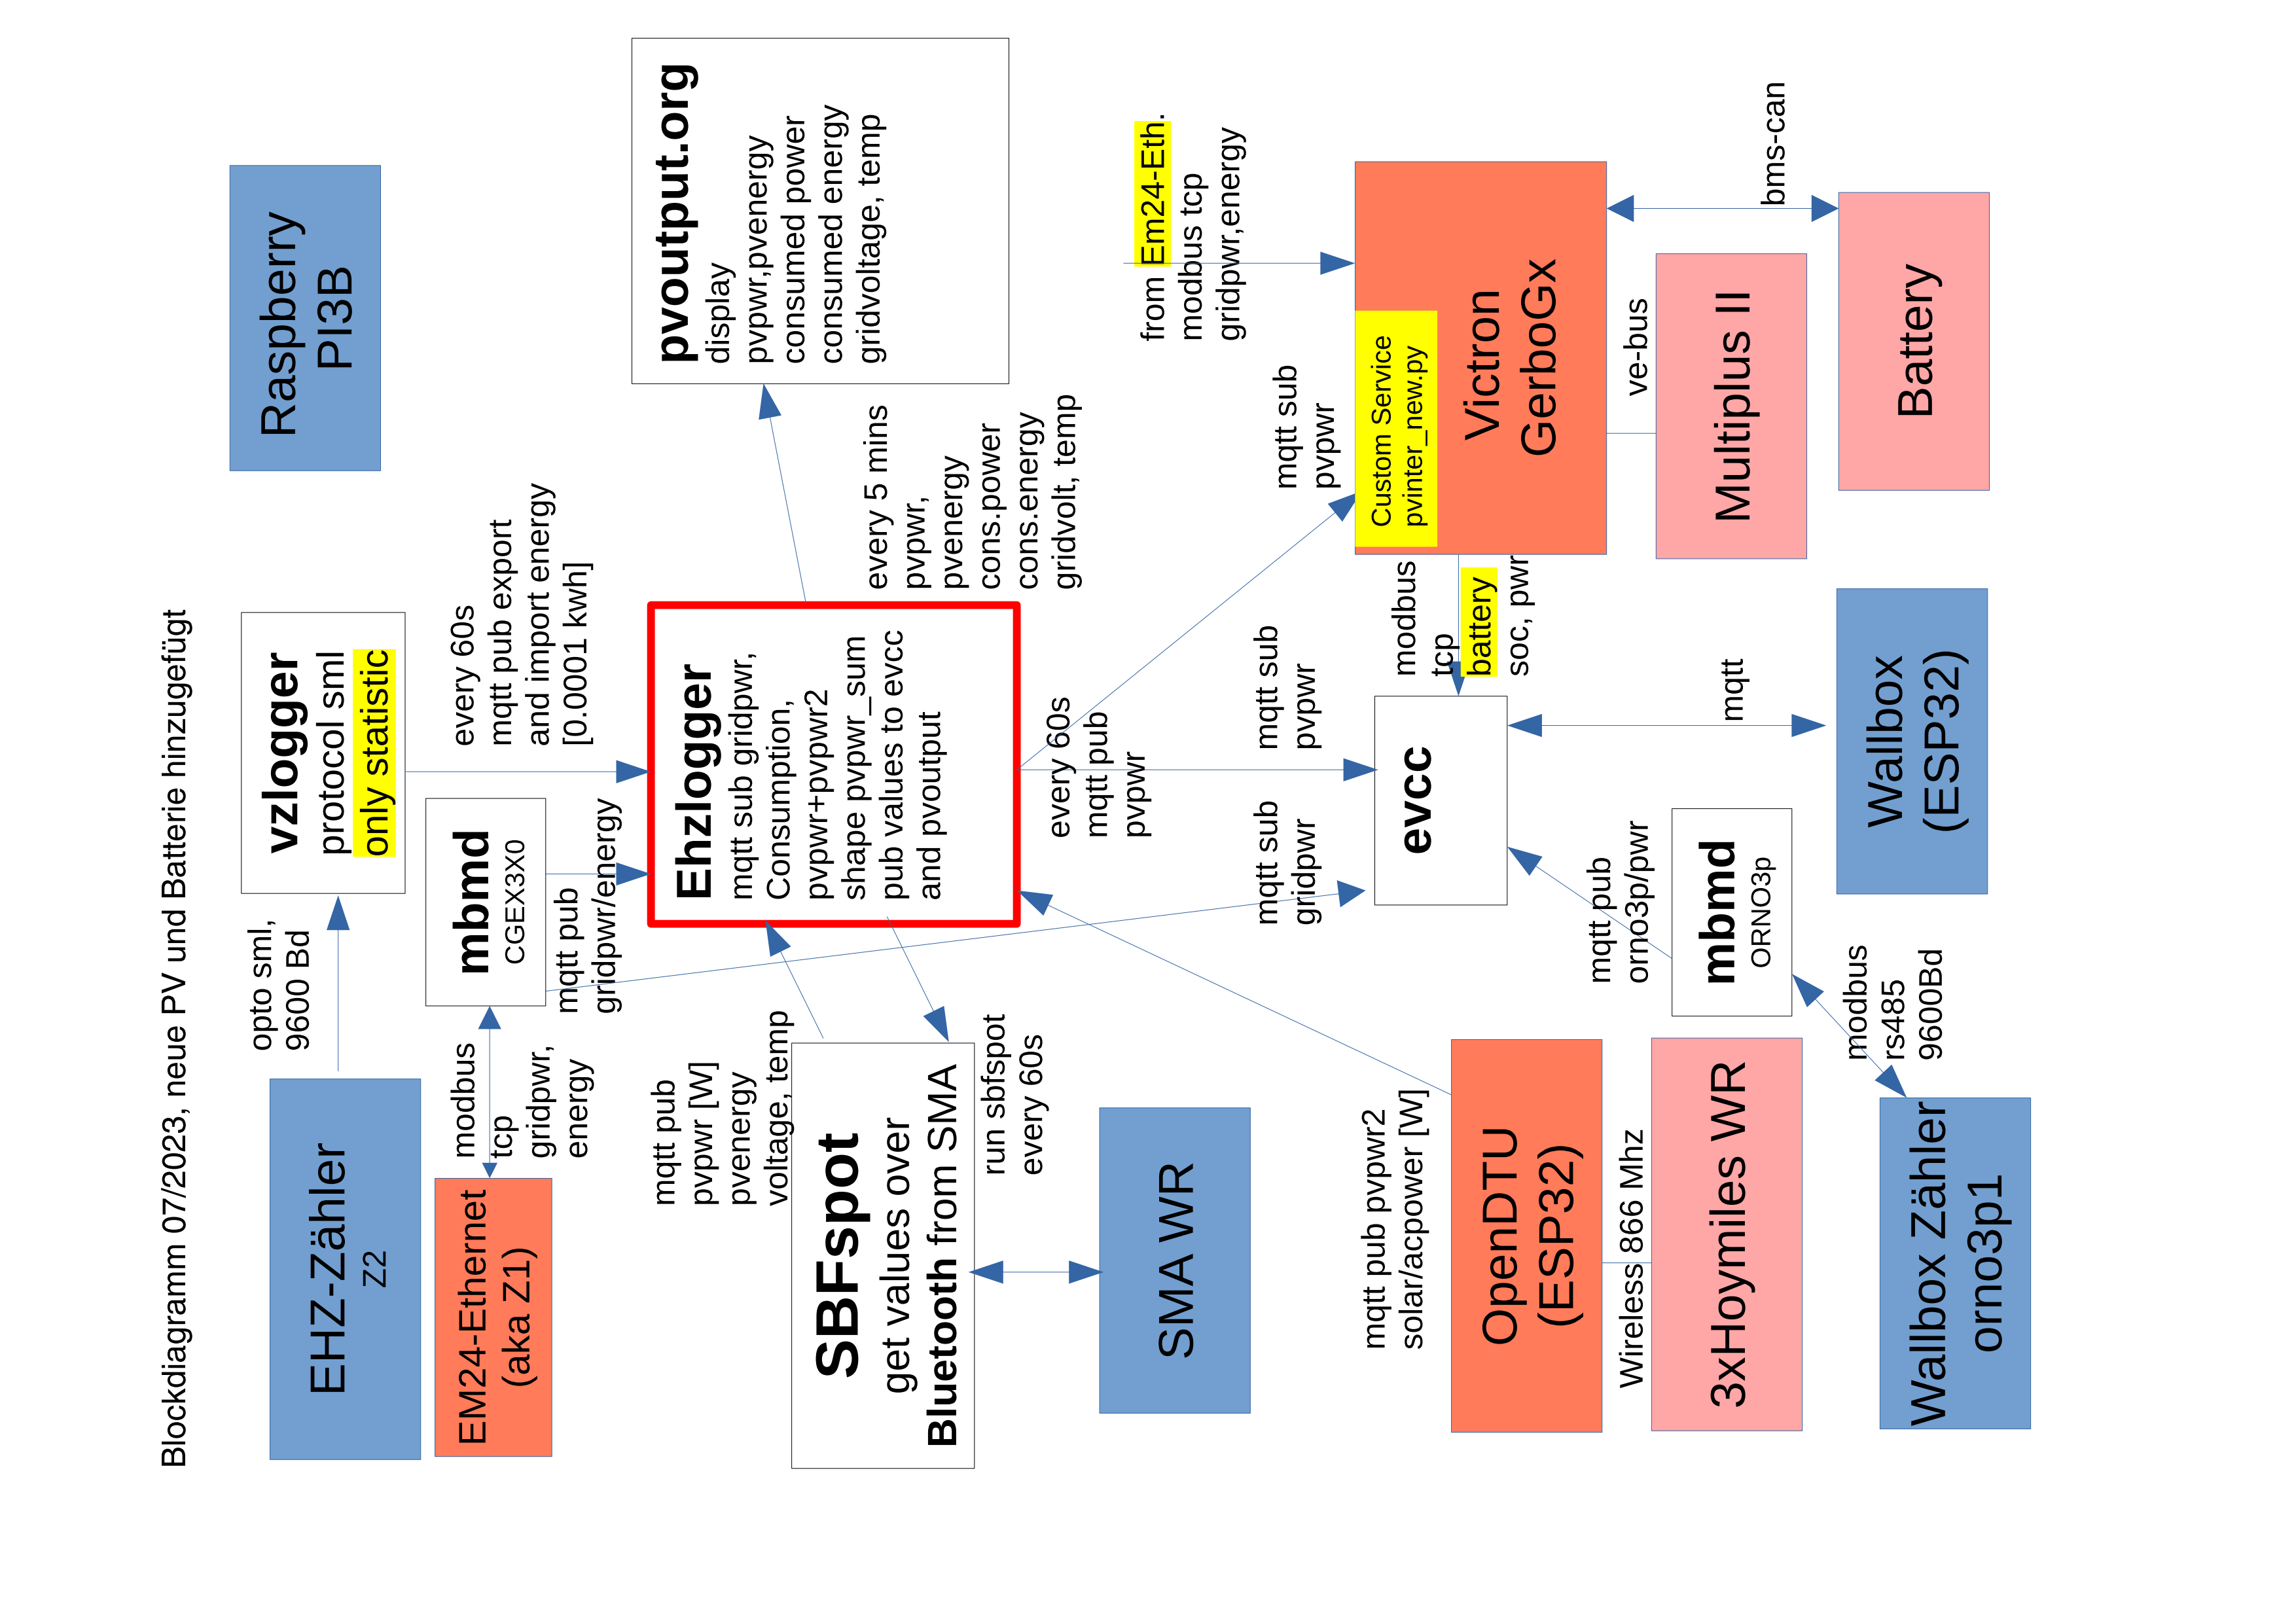 Blockdiagramm 07/2023, neue PV und Batterie hinzugefügt
EHZ-Zähler
Z2
opto sml,
9600 Bd
vzlogger
protocol sml
only statistic
Raspberry
PI3B
EM24-Ethernet
(aka Z1)
modbus
tcp
gridpwr,
energy
mbmd
CGEX3X0
mqtt pub
gridpwr/energy
every 60s
mqtt pub export
and import energy
[0.0001 kwh]
mqtt pub
pvpwr [W]
pvenergy
voltage, temp
Ehzlogger
mqtt sub gridpwr,
Consumption,
pvpwr+pvpwr2
shape pvpwr_sum
pub values to evcc
and pvoutput
pvoutput.org
display
pvpwr,pvenergy
consumed power
consumed energy
gridvoltage, temp
every 5 mins
pvpwr,
pvenergy
cons.power
cons.energy
gridvolt, temp
SBFspot
get values over
Bluetooth from SMA
run sbfspot
every 60s
every 60s
mqtt pub
pvpwr
SMA WR
from Em24-Eth.
modbus tcp
gridpwr,energy
mqtt sub
gridpwr
mqtt sub
pvpwr
mqtt sub
pvpwr
mqtt pub pvpwr2
solar/acpower [W]
evcc
modbus
tcp
battery
soc, pwr
Custom Service
pvinter_new.py
Victron
GerboGx
OpenDTU
(ESP32)
Wireless 866 Mhz
3xHoymiles WR
mqtt pub
orno3p/pwr
mbmd
ORNO3p
mqtt
ve-bus
Multiplus II
bms-can
Battery
modbus
rs485
9600Bd
Wallbox Zähler
orno3p1
Wallbox
(ESP32)